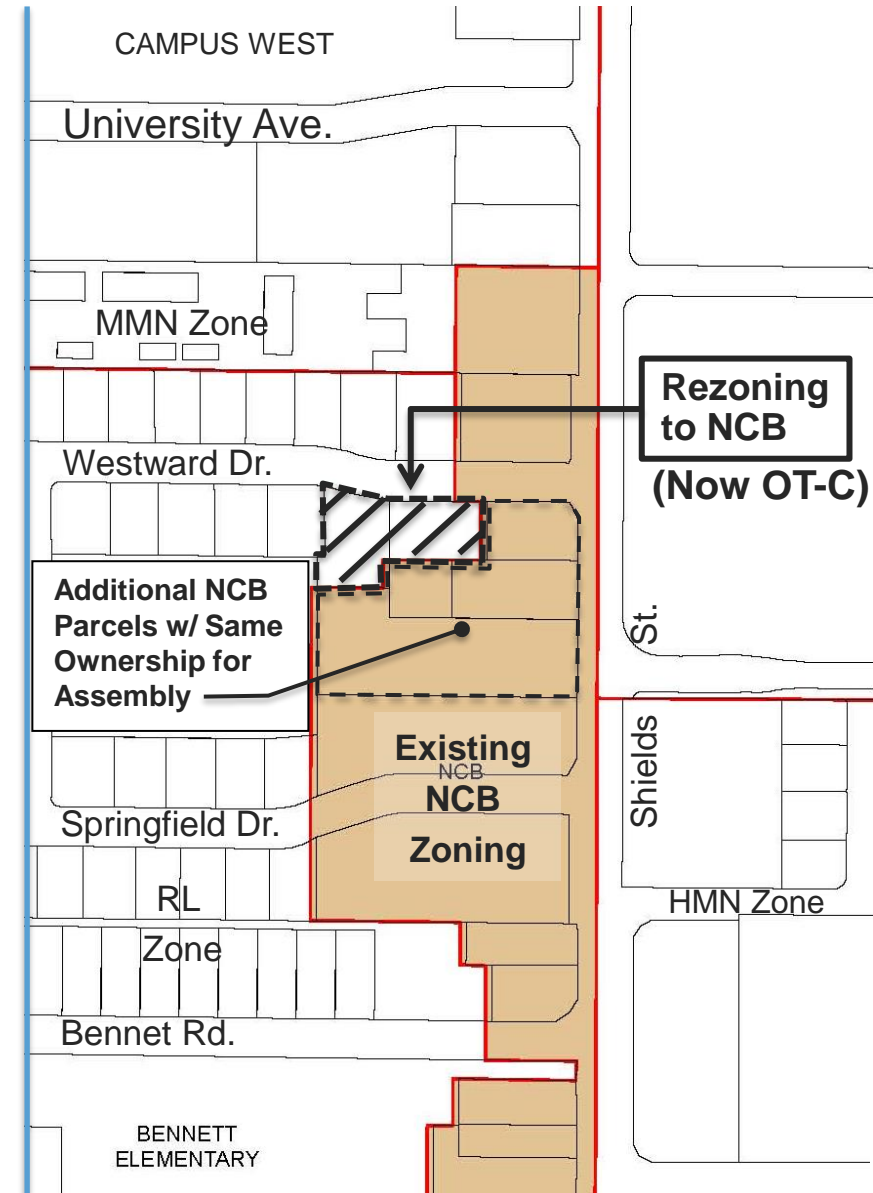 CAMPUS WEST
University Ave.
MMN Zone
Rezoning
to NCB
(Now OT-C)
Westward Dr.
Additional NCB
Parcels w/ Same
Ownership for
Assembly
St.
Shields
Existing
NCB
NCB
Zoning
Springfield Dr.
RL
Zone
HMN Zone
Bennet Rd.
BENNETT
ELEMENTARY